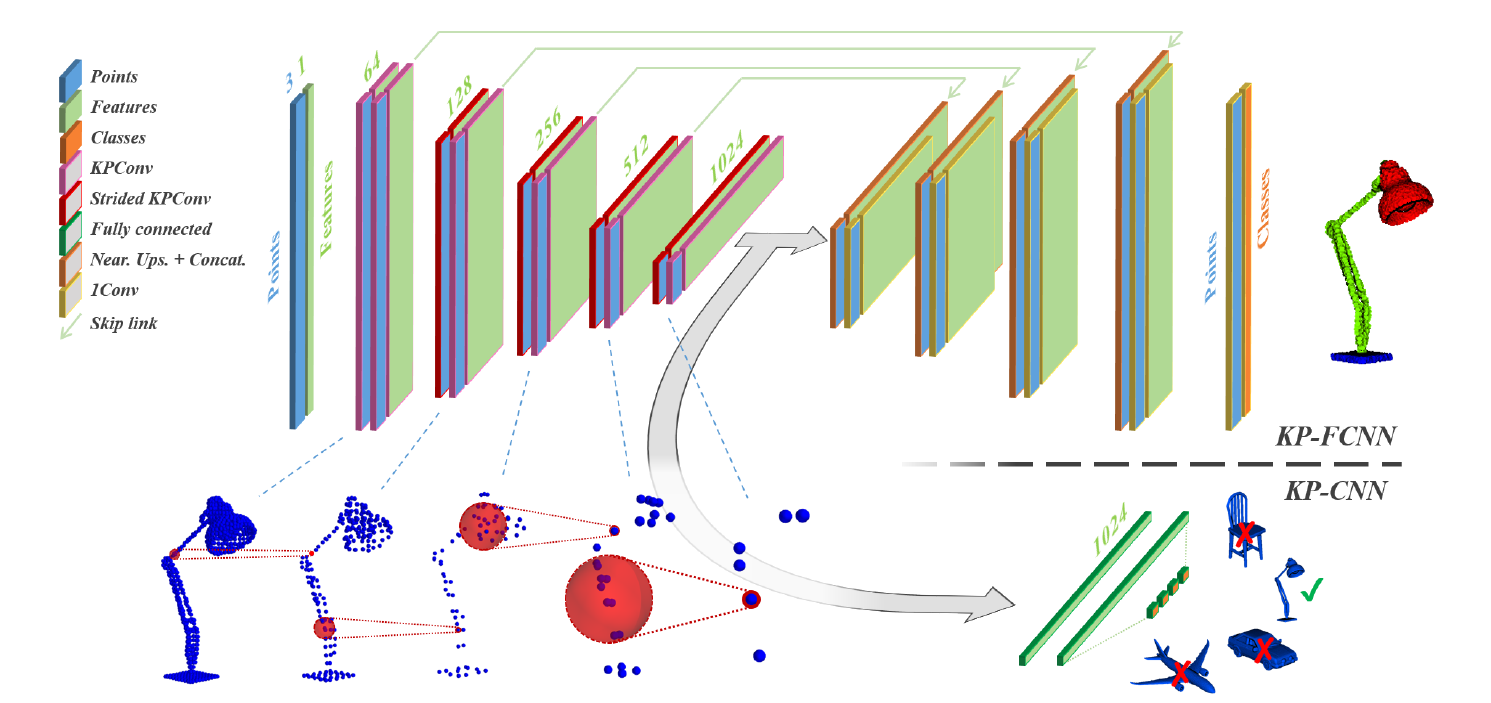 Points
Features
Classes
KPConv
Strided KPConv
Fully connected
Near. Ups. + Concat.
1Conv
Skip link
3
1
Points
Features
64
128
256
512
1024
Points
Classes
KP-FCNN
KP-CNN
1024